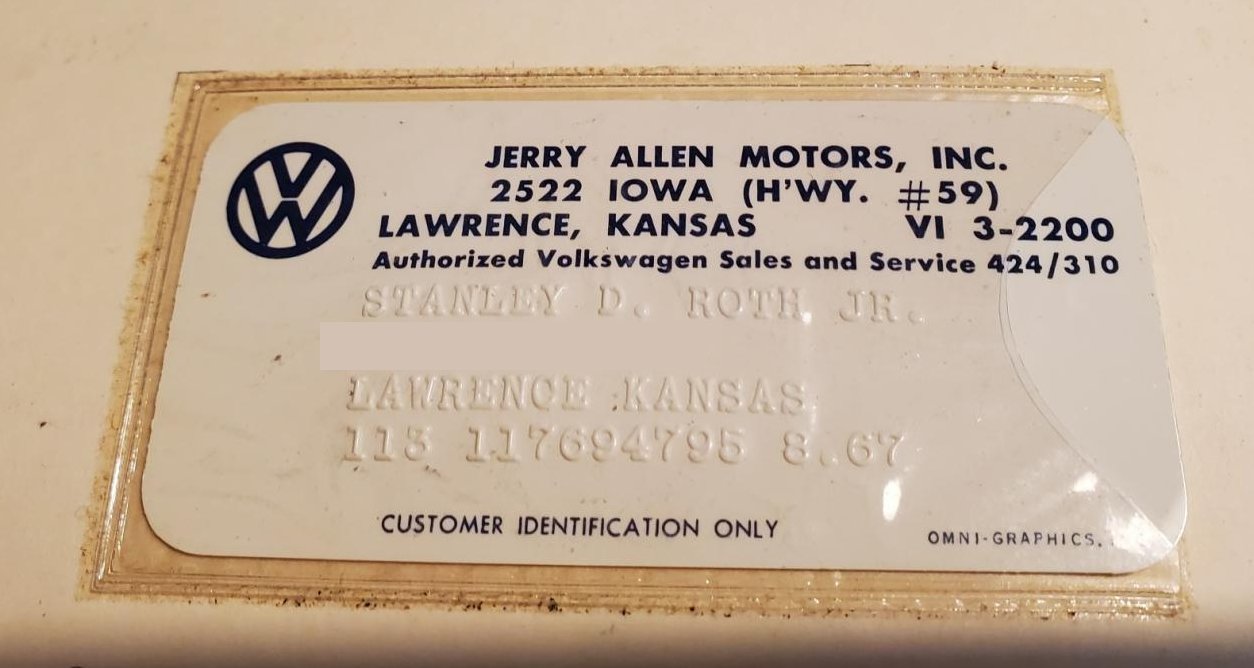 JERRY ALLEN MOTORS, INC.
2522 IOWA (H'WY. #59)
LAWRENCE, KANSAS VI 3-2200
Authorized Volkswagen Sales and Service 424/310
STANLEY D. ROTH JR.
LAWRENCE KANSAS
113 117694795 8.67
CUSTOMER IDENTIFICATION ONLY
OMNI-GRAPHICS,